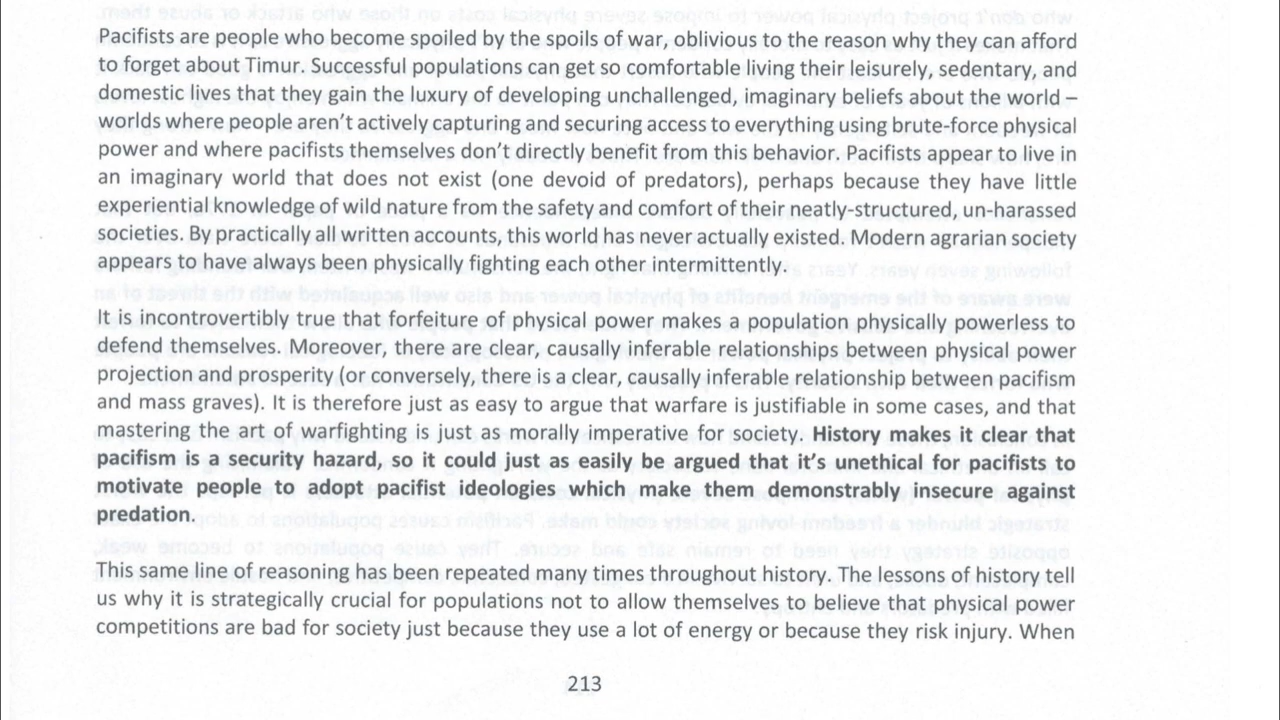 Pacifists are people who become spoiled by the spoils of war, oblivious to the reason why they can afford
to forget about Timur. Successful populations can get so comfortable living their leisurely, sedentary, and
domestic lives that they gain the luxury of developing unchallenged, imaginary beliefs about the world –
worlds where people aren't actively capturing and securing access to everything using brute-force physical
power and where pacifists themselves don't directly benefit from this behavior. Pacifists appear to live in
an imaginary world that does not exist (one devoid of predators), perhaps because they have little
experiential knowledge of wild nature from the safety and comfort of their neatly-structured, un-harassed
societies. By practically all written accounts, this world has never actually existed. Modern agrarian society
appears to have always been physically fighting each other intermittently.
It is incontrovertibly true that forfeiture of physical power makes a population physically powerless to
defend themselves. Moreover, there are clear, causally inferable relationships between physical power
projection and prosperity (or conversely, there is a clear, causally inferable relationship between pacifism
and mass graves). It is therefore just as easy to argue that warfare is justifiable in some cases, and that
mastering the art of warfighting is just as morally imperative for society. History makes it clear that
pacifism is a security hazard, so it could just as easily be argued that it's unethical for pacifists to
motivate people to adopt pacifist ideologies which make them demonstrably insecure against
predation.
This same line of reasoning has been repeated many times throughout history. The lessons of history tell
us why it is strategically crucial for populations not to allow themselves to believe that physical power
competitions are bad for society just because they use a lot of energy or because they risk injury. When
213